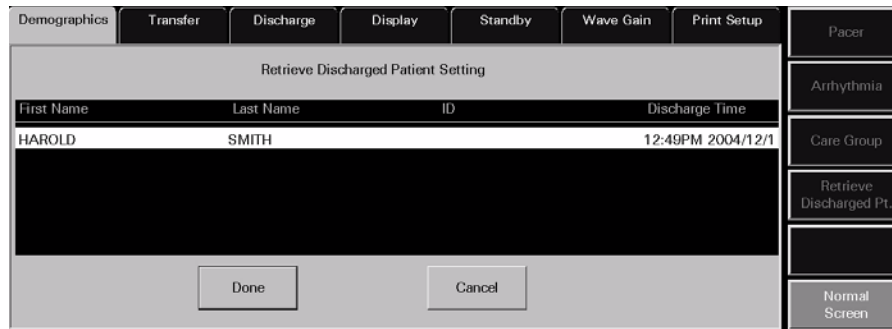 Demographics Transfer Discharge Display Standby Wave Gain Print Setup
Retrieve Discharged Patient Setting
First Name Last Name ID Discharge Time
HAROLD SMITH 12:49PM 2004/12/1
Done Cancel
Pacer
Arrhythmia
Care Group
Retrieve
Discharged Pt.
Normal
Screen